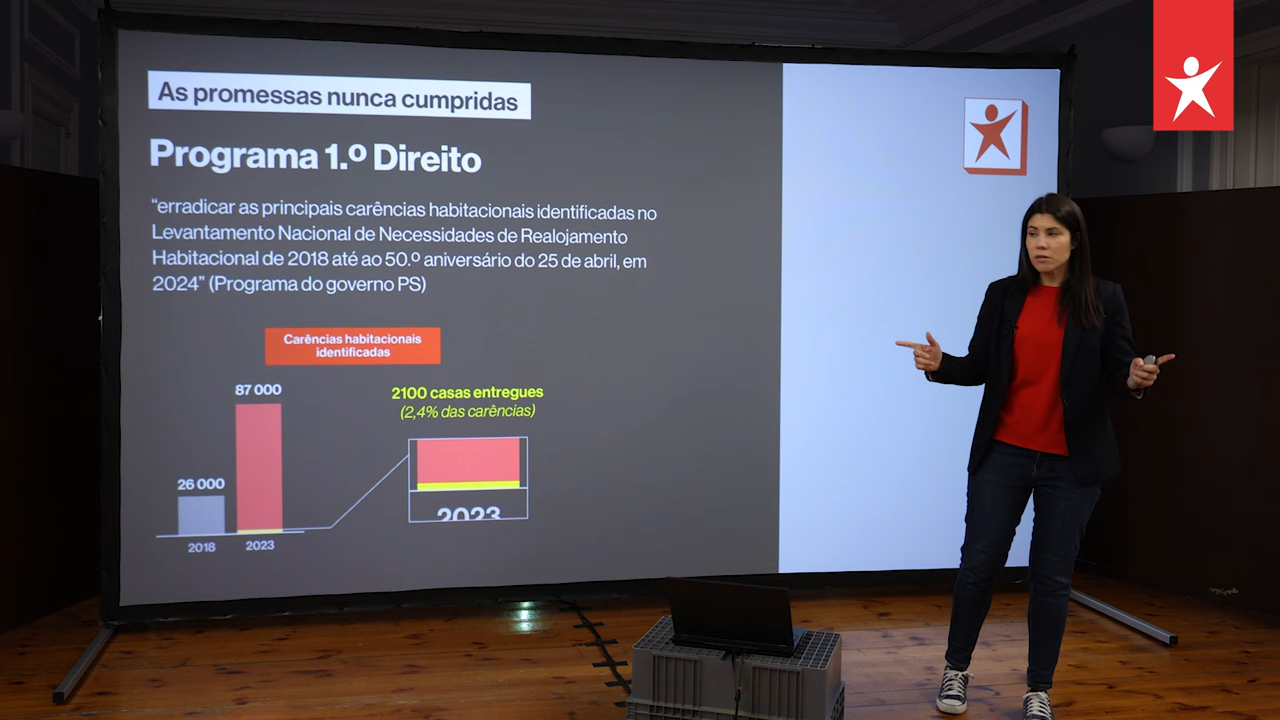 As promessas nunca cumpridas
Programa 1.º Direito
“erradicar as principais carências habitacionais identificadas no
Levantamento Nacional de Necessidades de Realojamento
Habitacional de 2018 até ao 50.º aniversário do 25 de abril, em
2024” (Programa do governo PS)
Carências habitacionais
identificadas
87 000
2100 casas entregues
(2,4% das carências)
26 000
2023
2018
2023